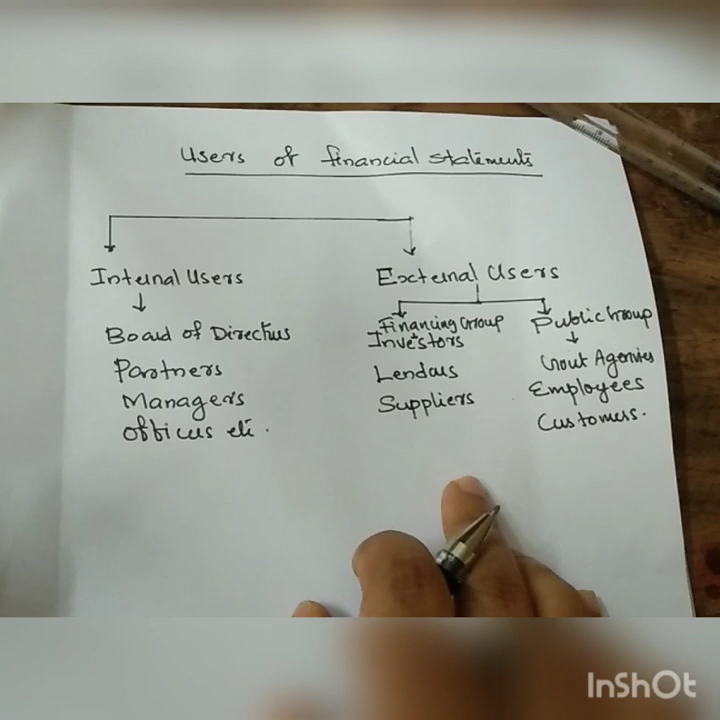 Users of financial statements
Internal Users
Board of Directors
Partners
Managers
Officers etc.
External Users
Financing Group
Investors
Lenders
Suppliers
Public Group
Govt Agencies
Employees
Customers.
InShOt